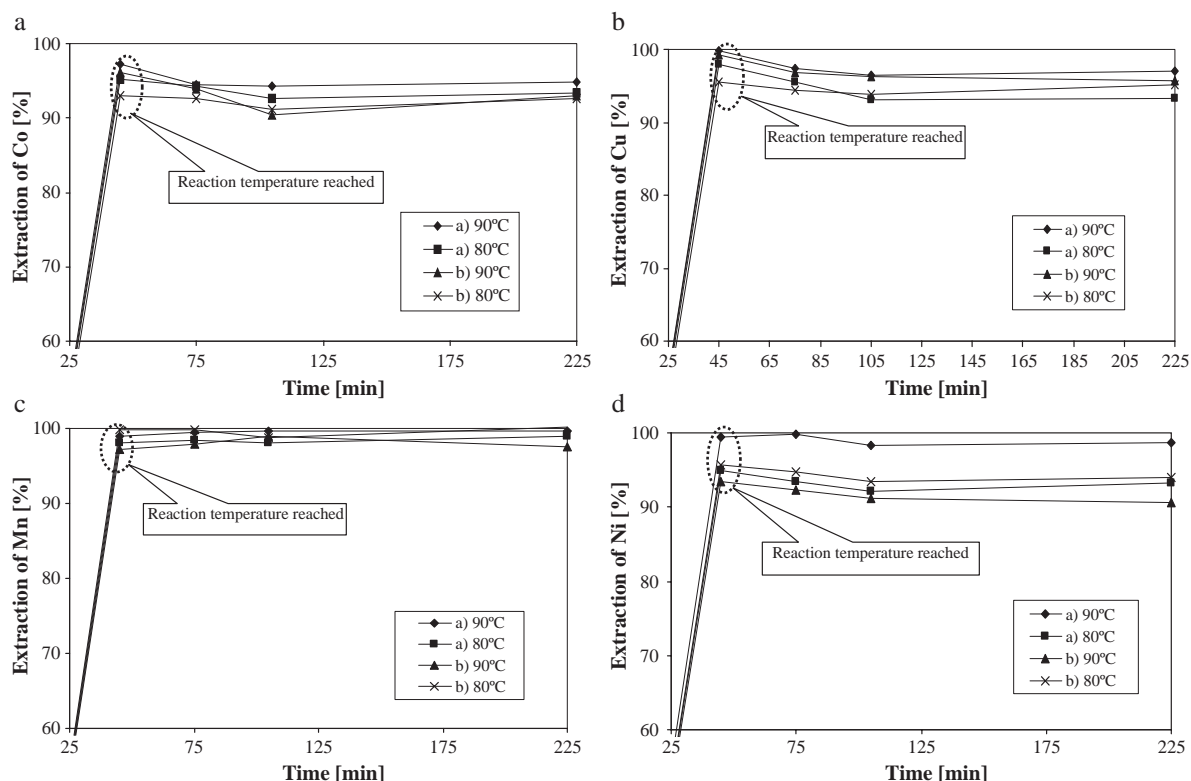 a
Extraction of Co [%]
100
90
80
70
60
25
75
125
175
225
Time [min]
Reaction temperature reached
a) 90ºC
a) 80ºC
b) 90ºC
b) 80ºC
b
Extraction of Cu [%]
100
90
80
70
60
25
45
65
85
105
125
145
165
185
205
225
Time [min]
Reaction temperature reached
a) 90ºC
a) 80ºC
b) 90ºC
b) 80ºC
c
Extraction of Mn [%]
100
90
80
70
60
25
75
125
175
225
Time [min]
Reaction temperature reached
a) 90ºC
a) 80ºC
b) 90ºC
b) 80ºC
d
Extraction of Ni [%]
100
90
80
70
60
25
75
125
175
225
Time [min]
Reaction temperature reached
a) 90ºC
a) 80ºC
b) 90ºC
b) 80ºC